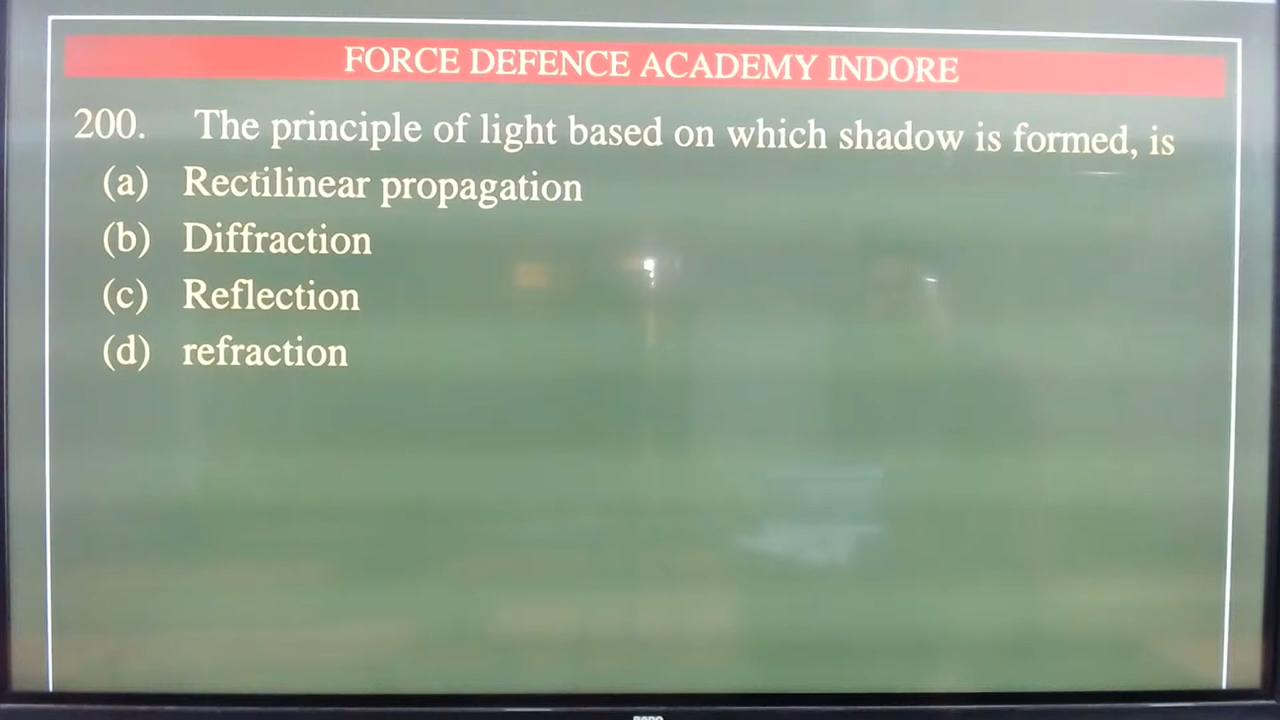 FORCE DEFENCE ACADEMY INDORE
200. The principle of light based on which shadow is formed, is
(a) Rectilinear propagation
(b) Diffraction
(c) Reflection
(d) refraction